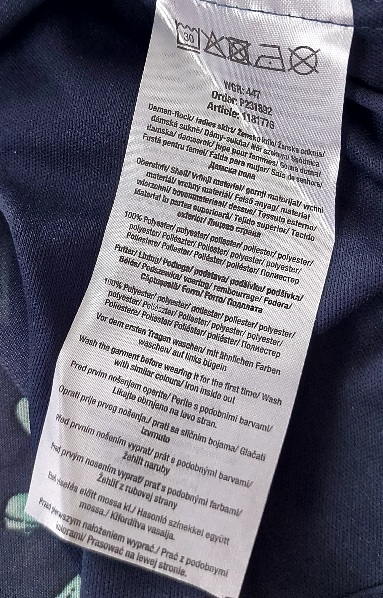 30
WGR: 447
Order: P231892
Article: 1181776
Damen-Rock/ ladies skirt/ žensko krilo/ ženska suknja/
dámská sukně/ Dámy-sukňa/ Női szoknya/ Spódnica
damska/ damesrok/ jupe pour femmes/ Gonna donna/
Fustă pentru femei/ Falda para mujer/ Saia de senhora/
Дамска пола
Oberstoff/ Shell/ Vrhnji material/ gornji materijal/ vrchní
materiál/ vrchný materiál/ Felső anyag/ materiał
wierzchni/ bovenmateriaal/ dessus/ Tessuto esterno/
Material la partea superioară/ Tejido superior/ Tecido
exterior/ Лицева страна
100% Polyester/ polyester/ poliester/ poliester/ polyester/
polyester/ Poliészter/ Poliester/ polyester/ polyester/
Poliestere/ Poliester/ Poliéster/ poliéster/ Полиестер
Futter/ Lining/ Podloga/ podstava/ podšívka/ podšívka/
Bélés/ Podszewka/ voering/ rembourrage/ Fodera/
Căptușeală/ Forro/ Forro/ Подплата
100% Polyester/ polyester/ poliester/ poliester/ polyester/
polyester/ Poliészter/ Poliester/ polyester/ polyester/
Poliestere/ Poliester/ Poliéster/ poliéster/ Полиестер
Vor dem ersten Tragen waschen/ mit ähnlichen Farben
waschen/ auf links bügeln
Wash the garment before wearing it for the first time/ Wash
with similar colours/ Iron inside out
Pred prvim nošenjem operite/ Perite s podobnimi barvami/
Likajte obrnjeno na levo stran.
Oprati prije prvog nošenja./ prati sa sličnim bojama/ Glačati
izvrnuto
Před prvním nošením vyprat/ prát s podobnými barvami/
Žehlit naruby
Pred prvým nosením vyprať/ prať s podobnými farbami/
Žehliť z rubovej strany
viselés előtt mossa ki./ Hasonló színekkel együtt
mossa./ Kifordítva vasalja.
Przed pierwszym nałożeniem wyprać./ Prać z podobnymi
kolorami/ Prasować na lewej stronie.